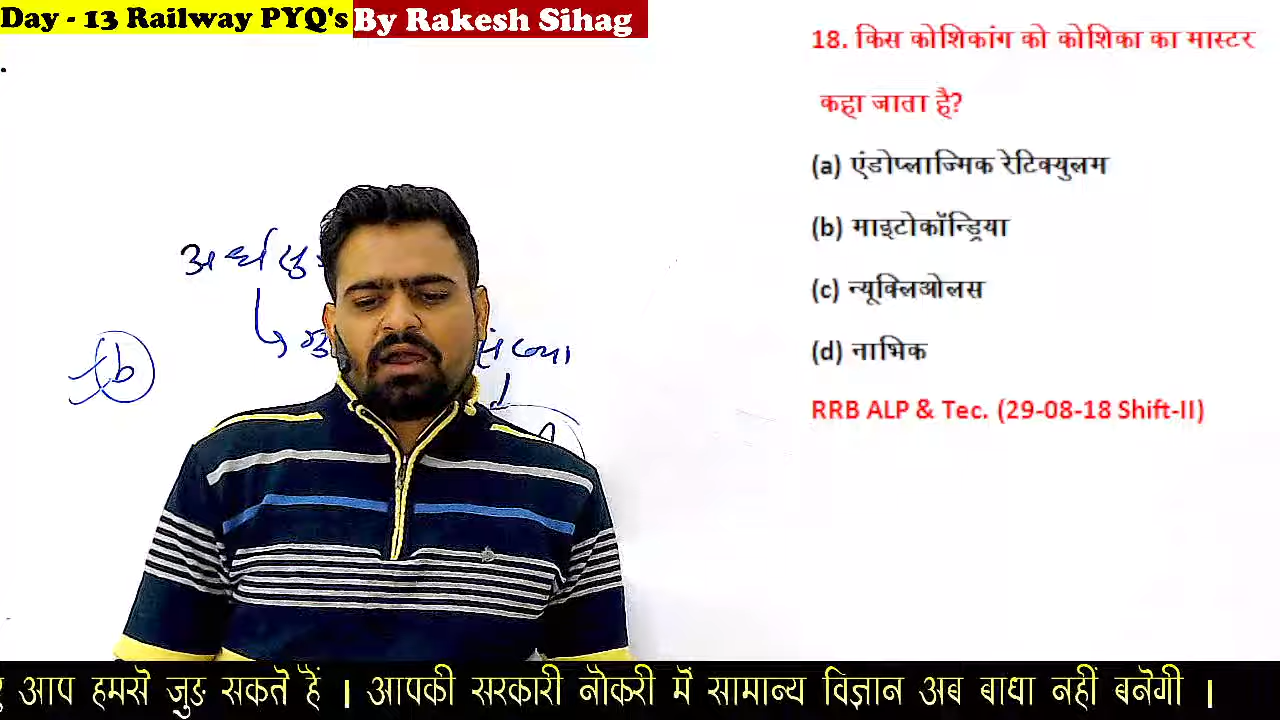 Day - 13 Railway PYQ's By Rakesh Sihag
18. किस कोशिकांग को कोशिका का मास्टर
कहा जाता है?
(a) एंडोप्लाज्मिक रेटिक्युलम
(b) माइटोकॉन्ड्रिया
(c) न्यूक्लिओलस
(d) नाभिक
RRB ALP & Tec. (29-08-18 Shift-II)
b
आप हमसे जुड़ सकते हैं । आपकी सरकारी नौकरी में सामान्य विज्ञान अब बाधा नहीं बनेगी ।